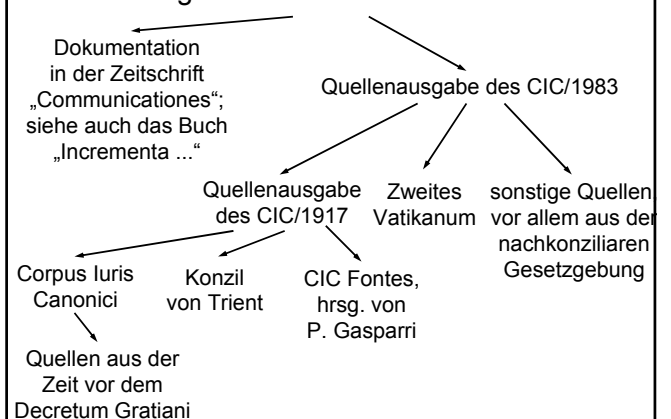 Dokumentation
in der Zeitschrift
„Communicationes“;
siehe auch das Buch
„Incrementa ...“
Quellenausgabe des CIC/1983
Quellenausgabe
des CIC/1917
Zweites
Vatikanum
sonstige Quellen,
vor allem aus der
nachkonziliaren
Gesetzgebung
Corpus Iuris
Canonici
Konzil
von Trient
CIC Fontes,
hrsg. von
P. Gasparri
Quellen aus der
Zeit vor dem
Decretum Gratiani